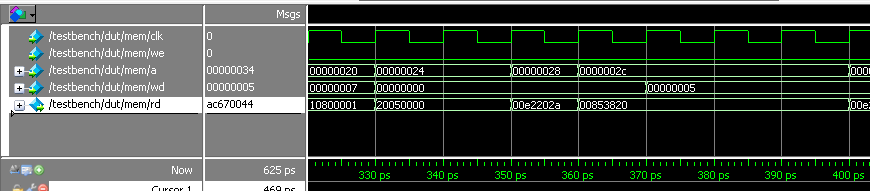 Msgs
/testbench/dut/mem/clk 0
/testbench/dut/mem/we 0
/testbench/dut/mem/a 00000034 00000020 00000024 00000028 0000002c 0000
/testbench/dut/mem/wd 00000005 00000007 00000000 00000005
/testbench/dut/mem/rd ac670044 10800001 20050000 00e2202a 00853820 00e2
Now 625 ps 330 ps 340 ps 350 ps 360 ps 370 ps 380 ps 390 ps 400 ps
Cursor 1 469 ps